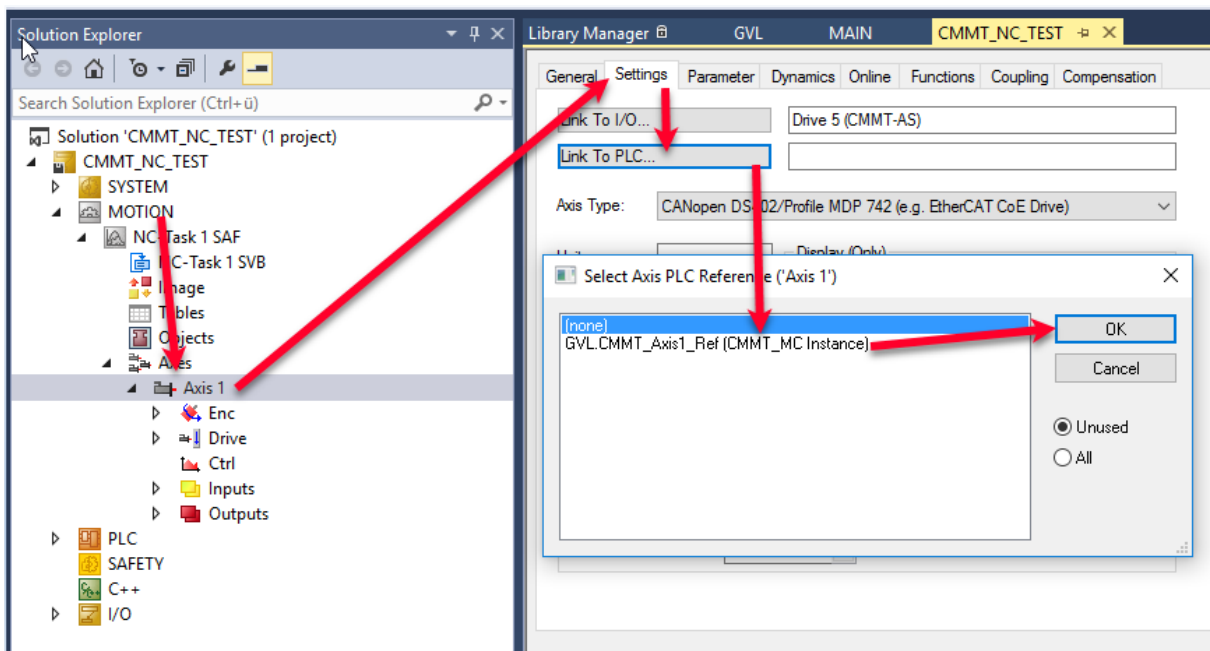 Solution Explorer
Search Solution Explorer (Ctrl+ü)
Solution 'CMMT_NC_TEST' (1 project)
CMMT_NC_TEST
SYSTEM
MOTION
NC-Task 1 SAF
NC-Task 1 SVB
Image
Tables
Objects
Axes
Axis 1
Enc
Drive
Ctrl
Inputs
Outputs
PLC
SAFETY
C++
I/O
Library Manager GVL MAIN CMMT_NC_TEST
General Settings Parameter Dynamics Online Functions Coupling Compensation
Link To I/O... Drive 5 (CMMT-AS)
Link To PLC...
Axis Type: CANopen DS402/Profile MDP 742 (e.g. EtherCAT CoE Drive)
Display (Only)
Select Axis PLC Reference ('Axis 1')
(none)
GVL.CMMT_Axis1_Ref (CMMT_MC Instance)
OK
Cancel
Unused
All